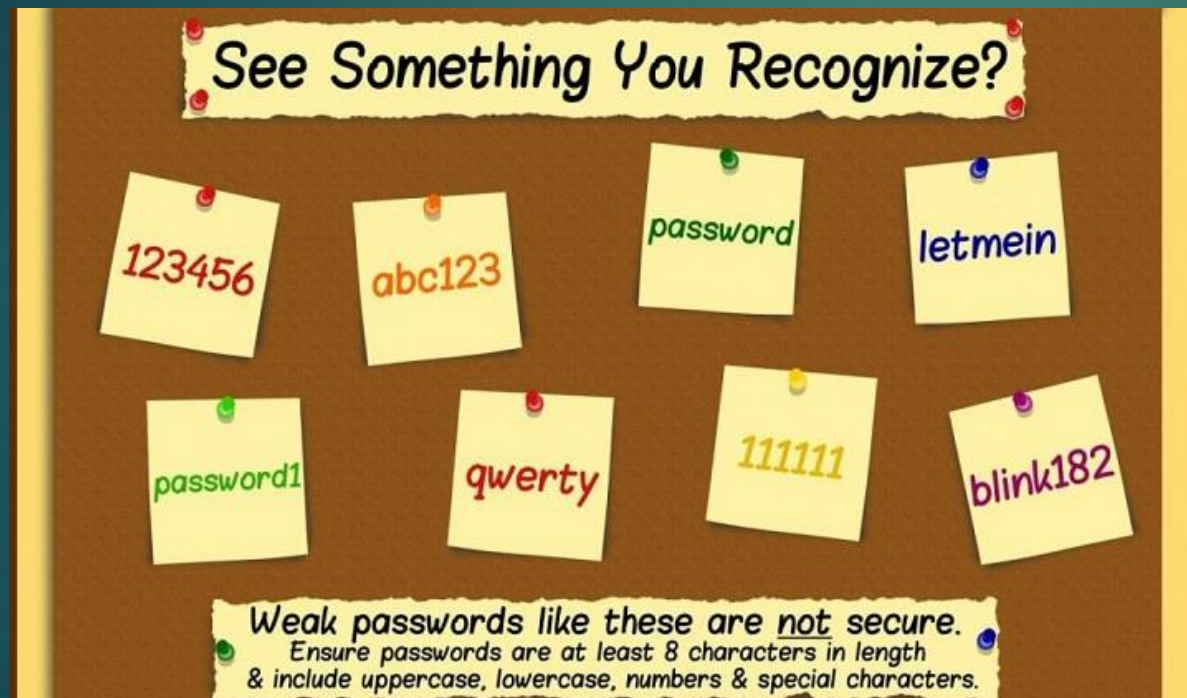 See Something You Recognize?
123456
abc123
password
letmein
password1
qwerty
111111
blink182
Weak passwords like these are not secure.
Ensure passwords are at least 8 characters in length
& include uppercase, lowercase, numbers & special characters.